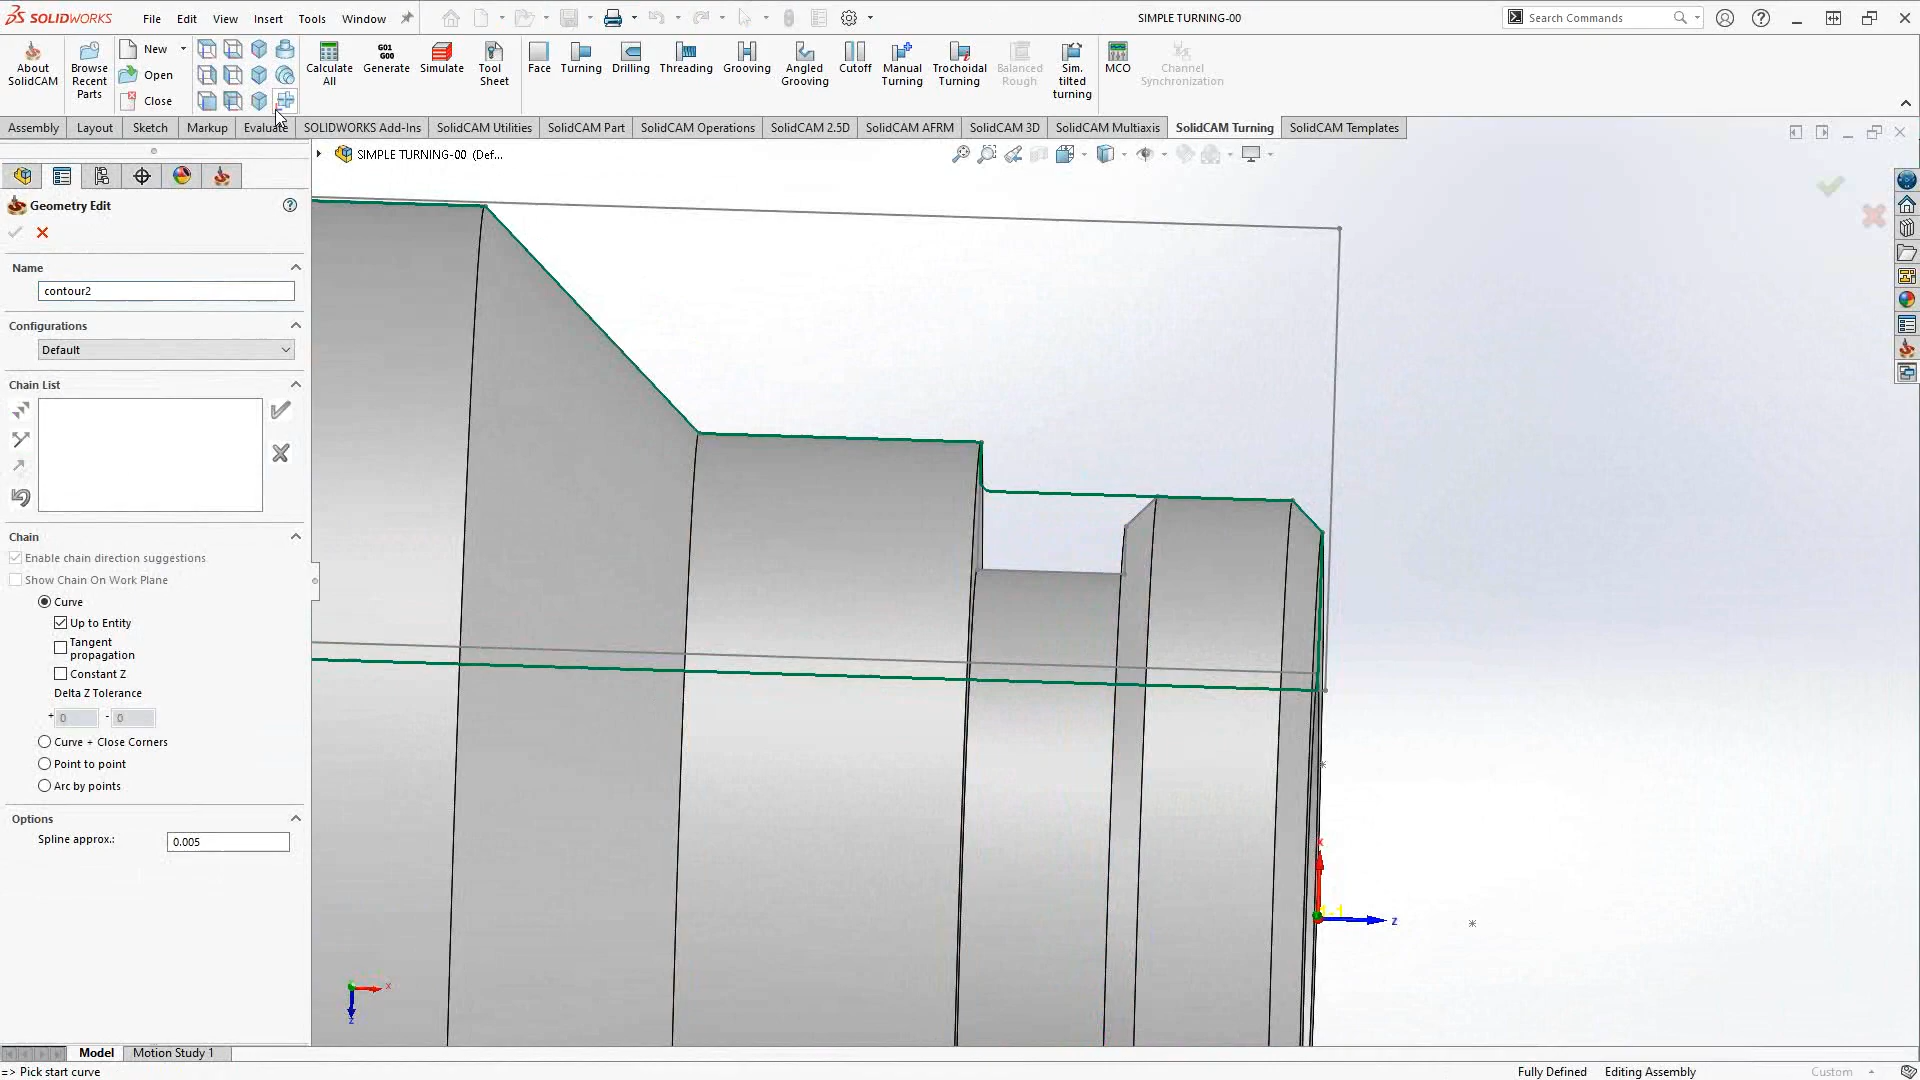 SOLIDWORKS
File Edit View Insert Tools Window
SIMPLE TURNING-00
Search Commands
About SolidCAM
Browse Recent Parts
New
Open
Close
Calculate All
G01
G00
Generate
Simulate
Tool Sheet
Face
Turning
Drilling
Threading
Grooving
Angled Grooving
Cutoff
Manual Turning
Trochoidal Turning
Balanced Rough
Sim. tilted turning
MCO
Channel Synchronization
Assembly Layout Sketch Markup Evaluate SOLIDWORKS Add-Ins SolidCAM Utilities SolidCAM Part SolidCAM Operations SolidCAM 2.5D SolidCAM AFRM SolidCAM 3D SolidCAM Multiaxis SolidCAM Turning SolidCAM Templates
SIMPLE TURNING-00 (Def...
Geometry Edit
Name
contour2
Configurations
Default
Chain List
Chain
Enable chain direction suggestions
Show Chain On Work Plane
Curve
Up to Entity
Tangent propagation
Constant Z
Delta Z Tolerance
+ 0 - 0
Curve + Close Corners
Point to point
Arc by points
Options
Spline approx.: 0.005
x
z
x
z
Model Motion Study 1
=> Pick start curve
Fully Defined Editing Assembly Custom